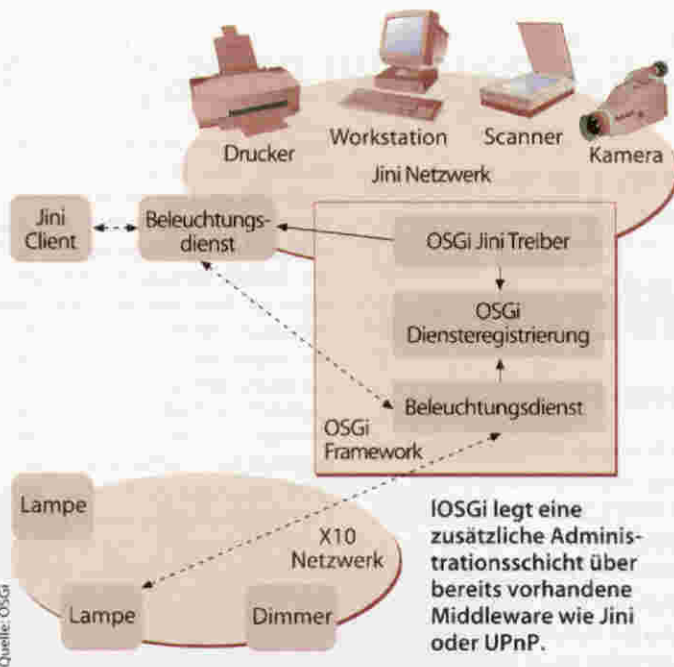 Drucker
Workstation
Scanner
Kamera
Jini Netzwerk
Jini
Client
Beleuchtungs-
dienst
OSGi Jini Treiber
OSGi
Diensteregistrierung
Beleuchtungsdienst
OSGi
Framework
Lampe
X10
Netzwerk
Lampe
Dimmer
IOSGi legt eine
zusätzliche Adminis-
trationsschicht über
bereits vorhandene
Middleware wie Jini
oder UPnP.
Quelle: OSGi